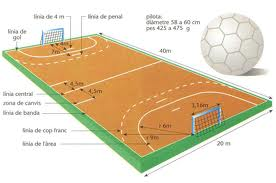 línia de 4 m
línia de penal
línia de
gol
pilota:
diàmetre 58 a 60 cm
pes 425 a 475 g
7m
40m
4,5m
4,5m
línia central
zona de canvis
línia de banda
3,16m
r 6m
r 9m
línia de cop franc
línia de l'àrea
20 m